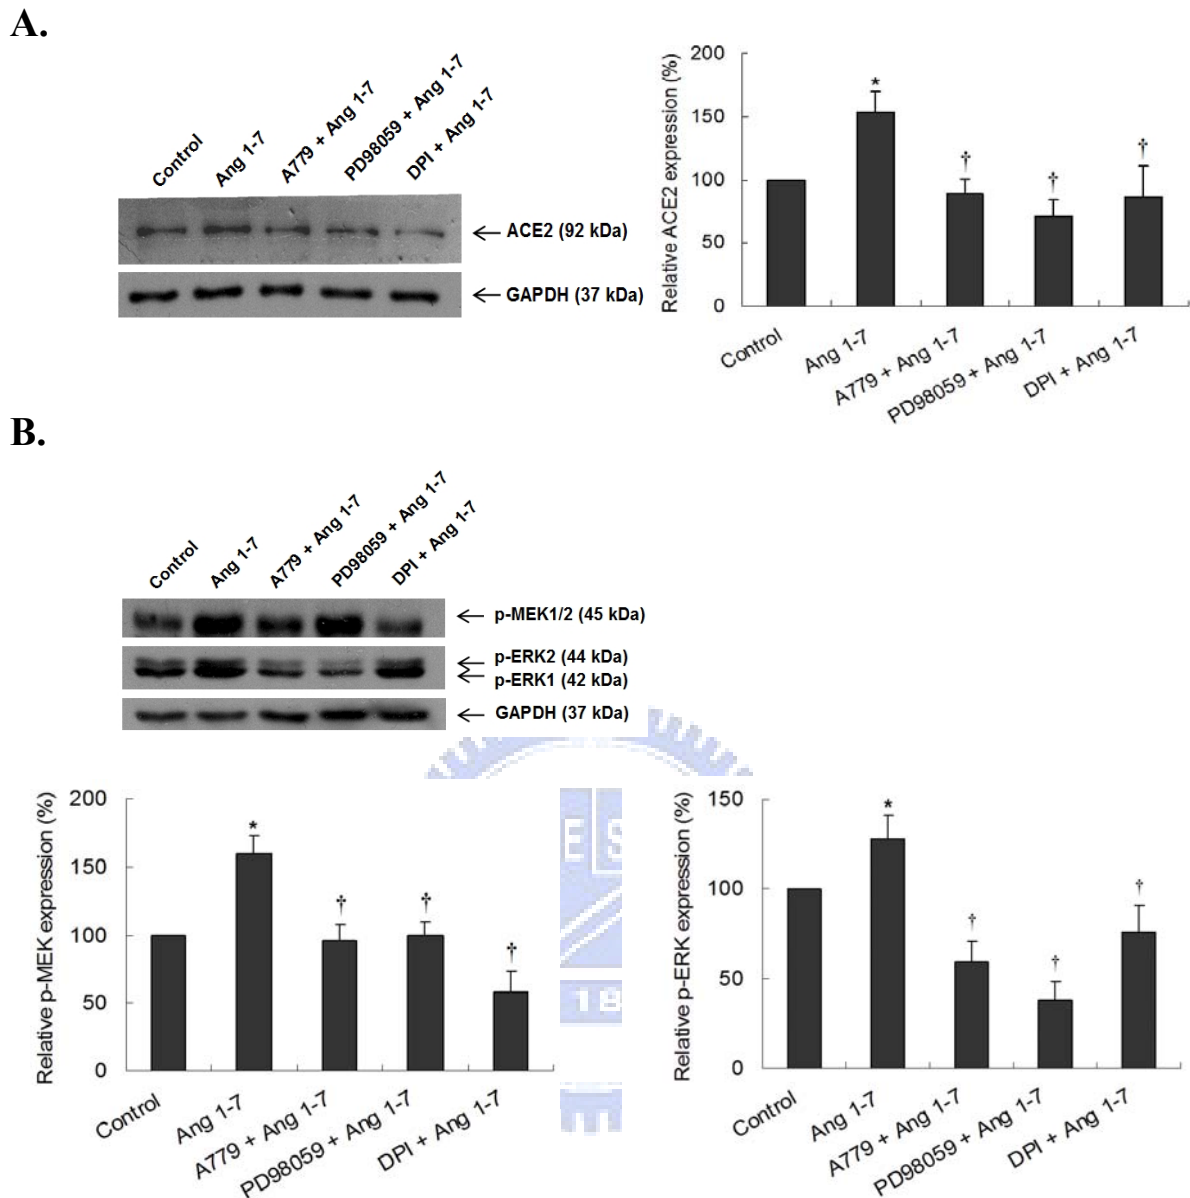 A.
Control
Ang 1-7
A779 + Ang 1-7
PD98059 + Ang 1-7
DPI + Ang 1-7
ACE2 (92 kDa)
GAPDH (37 kDa)
Relative ACE2 expression (%)
200
150
100
50
0
*
†
†
†
Control
Ang 1-7
A779 + Ang 1-7
PD98059 + Ang 1-7
DPI + Ang 1-7
B.
Control
Ang 1-7
A779 + Ang 1-7
PD98059 + Ang 1-7
DPI + Ang 1-7
p-MEK1/2 (45 kDa)
p-ERK2 (44 kDa)
p-ERK1 (42 kDa)
GAPDH (37 kDa)
Relative p-MEK expression (%)
200
150
100
50
0
*
†
†
†
Control
Ang 1-7
A779 + Ang 1-7
PD98059 + Ang 1-7
DPI + Ang 1-7
E S
18
Relative p-ERK expression (%)
150
100
50
0
*
†
†
†
Control
Ang 1-7
A779 + Ang 1-7
PD98059 + Ang 1-7
DPI + Ang 1-7